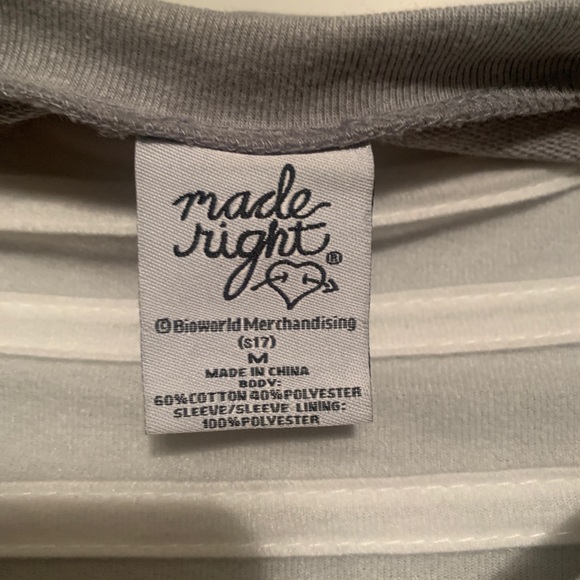 made
right®
©Bioworld Merchandising
(S17)
M
MADE IN CHINA
BODY:
60%COTTON 40%POLYESTER
SLEEVE/SLEEVE LINING:
100%POLYESTER